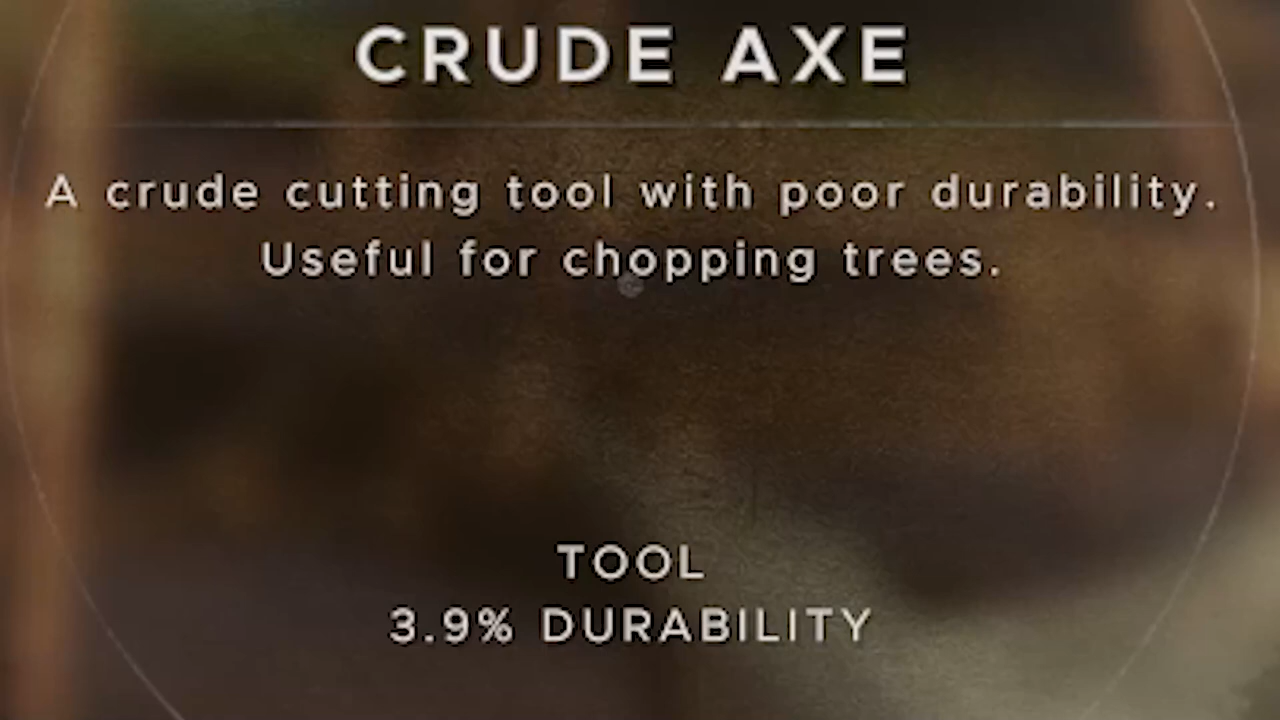 CRUDE AXE
A crude cutting tool with poor durability.
Useful for chopping trees.
TOOL
3.9% DURABILITY